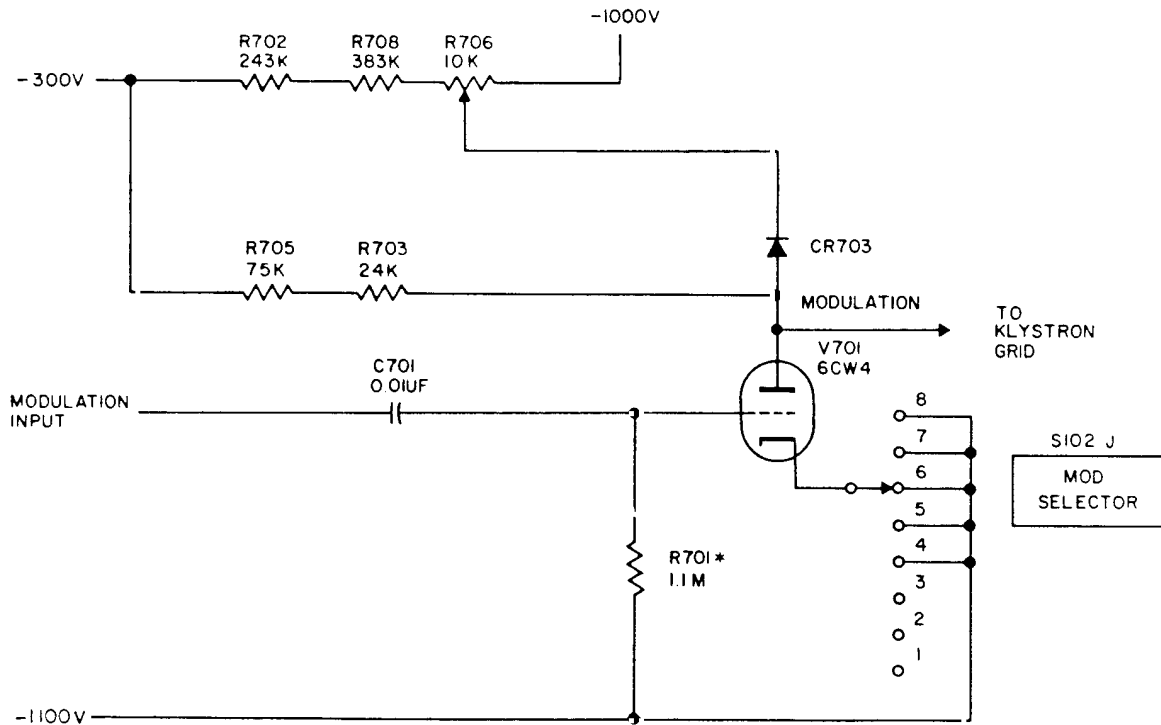 -1000V
R702
243K
R708
383K
R706
10K
-300V
CR703
R705
75K
R703
24K
MODULATION
TO
KLYSTRON
GRID
V701
6CW4
C701
0.01UF
MODULATION
INPUT
8
7
6
5
4
3
2
1
S102 J
MOD
SELECTOR
R701*
1.1M
-1100V